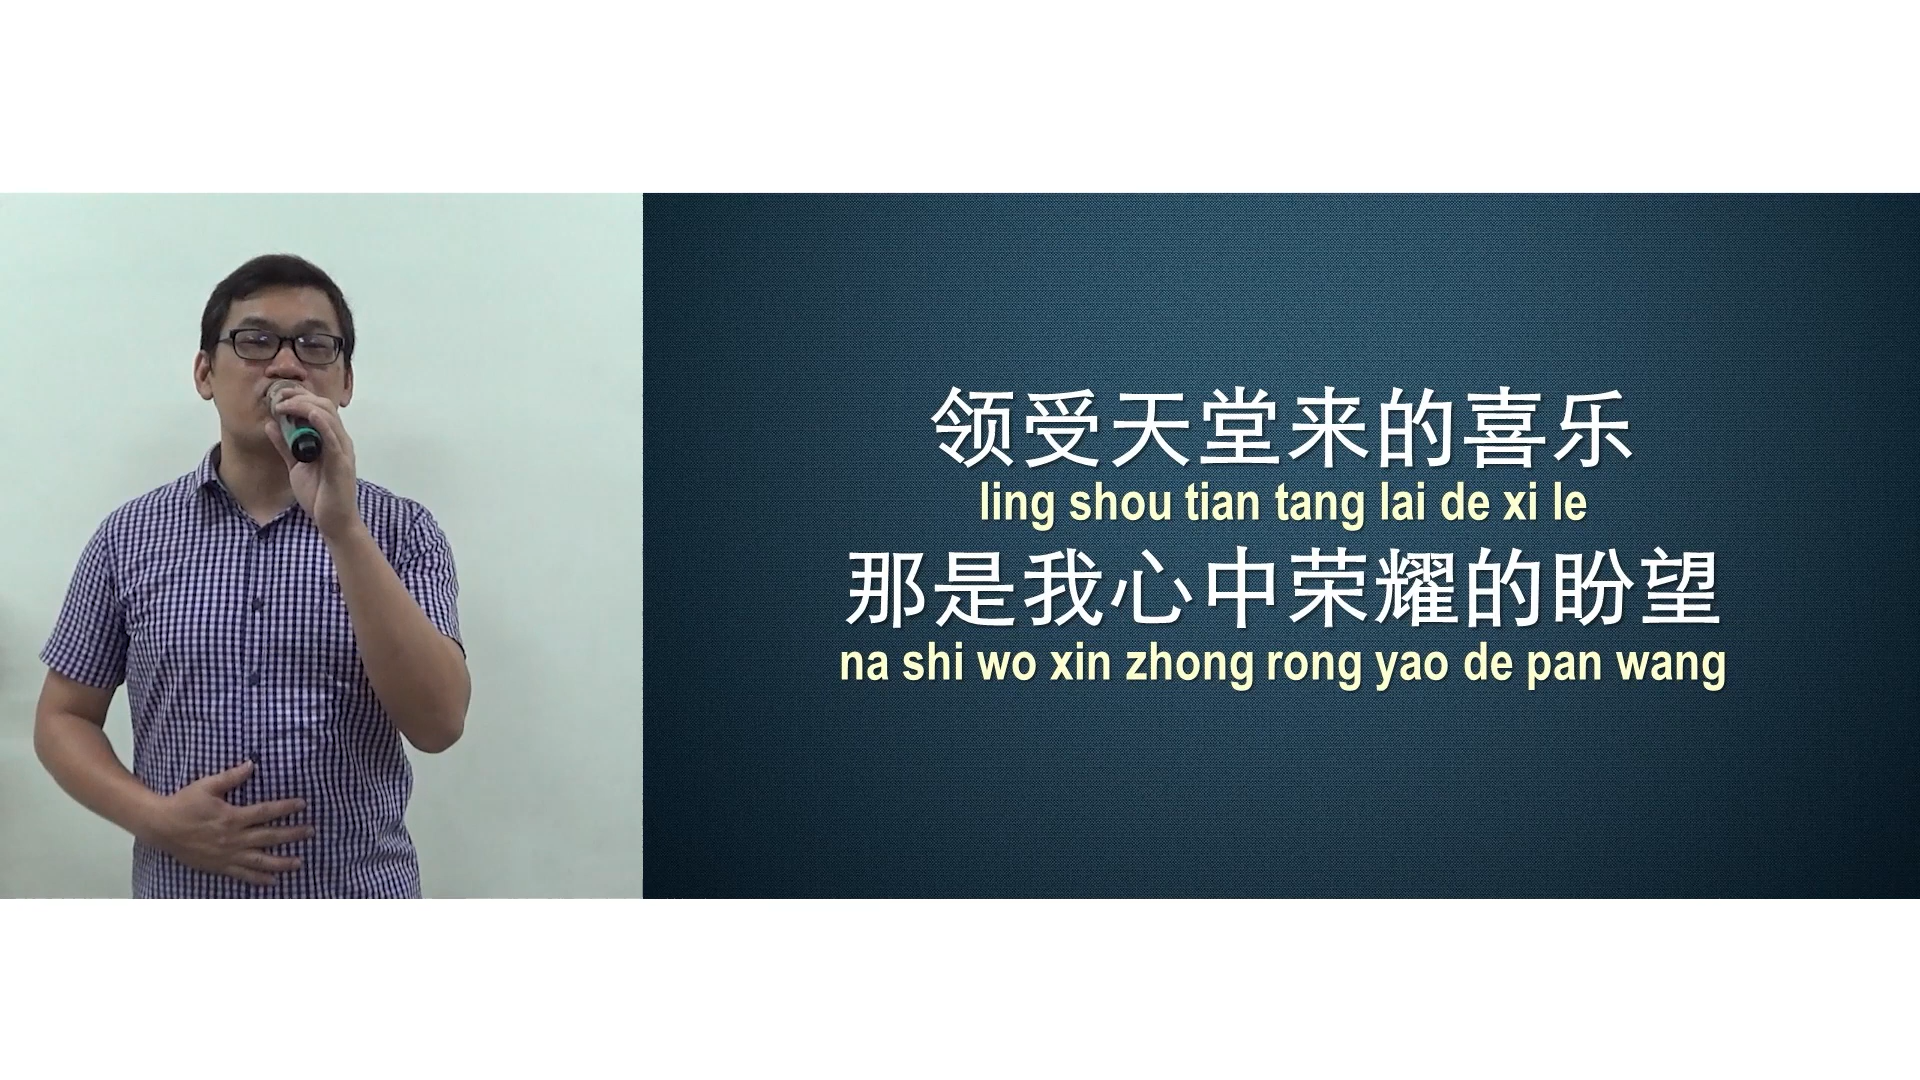 领受天堂来的喜乐
ling shou tian tang lai de xi le
那是我心中荣耀的盼望
na shi wo xin zhong rong yao de pan wang